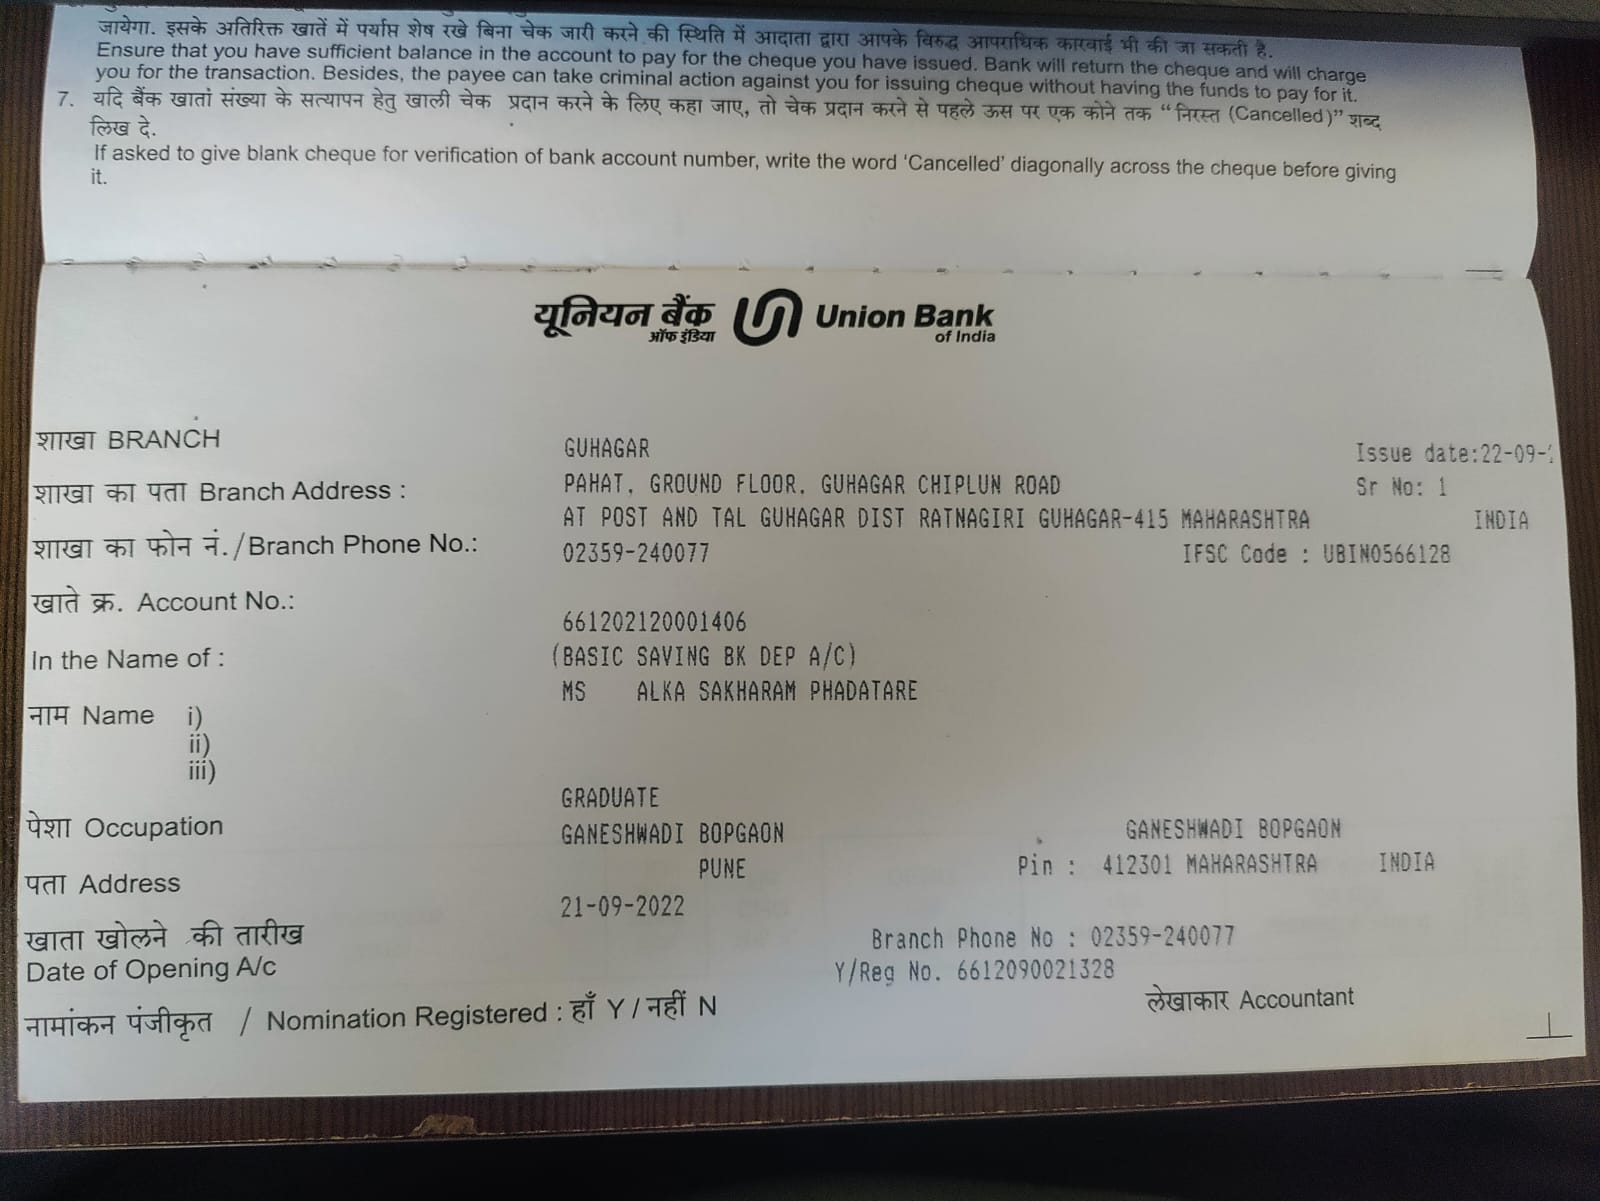 जायेगा. इसके अतिरिक्त खातें में पर्याप्त शेष रखे बिना चेक जारी करने की स्थिति में आदाता द्वारा आपके विरुद्ध आपराधिक कारवाई भी की जा सकती है.
Ensure that you have sufficient balance in the account to pay for the cheque you have issued. Bank will return the cheque and will charge
you for the transaction. Besides, the payee can take criminal action against you for issuing cheque without having the funds to pay for it.
7. यदि बैंक खातां संख्या के सत्यापन हेतु खाली चेक प्रदान करने के लिए कहा जाए, तो चेक प्रदान करने से पहले ऊस पर एक कोने तक “निरस्त (Cancelled)” शब्द
लिख दे.
If asked to give blank cheque for verification of bank account number, write the word ‘Cancelled’ diagonally across the cheque before giving
it.
यूनियन बैंक Union Bank
ऑफ इंडिया of India
शाखा BRANCH GUHAGAR Issue date:22-09-
शाखा का पता Branch Address : PAHAT, GROUND FLOOR, GUHAGAR CHIPLUN ROAD Sr No: 1
AT POST AND TAL GUHAGAR DIST RATNAGIRI GUHAGAR-415 MAHARASHTRA INDIA
शाखा का फोन नं./Branch Phone No.: 02359-240077 IFSC Code : UBIN0566128
खाते क्र. Account No.: 661202120001406
In the Name of : (BASIC SAVING BK DEP A/C)
MS ALKA SAKHARAM PHADATARE
नाम Name i)
ii)
iii)
GRADUATE
पेशा Occupation GANESHWADI BOPGAON GANESHWADI BOPGAON
पता Address PUNE Pin : 412301 MAHARASHTRA INDIA
21-09-2022
खाता खोलने की तारीख Branch Phone No : 02359-240077
Date of Opening A/c Y/Reg No. 6612090021328
नामांकन पंजीकृत / Nomination Registered : हाँ Y / नहीं N लेखाकार Accountant